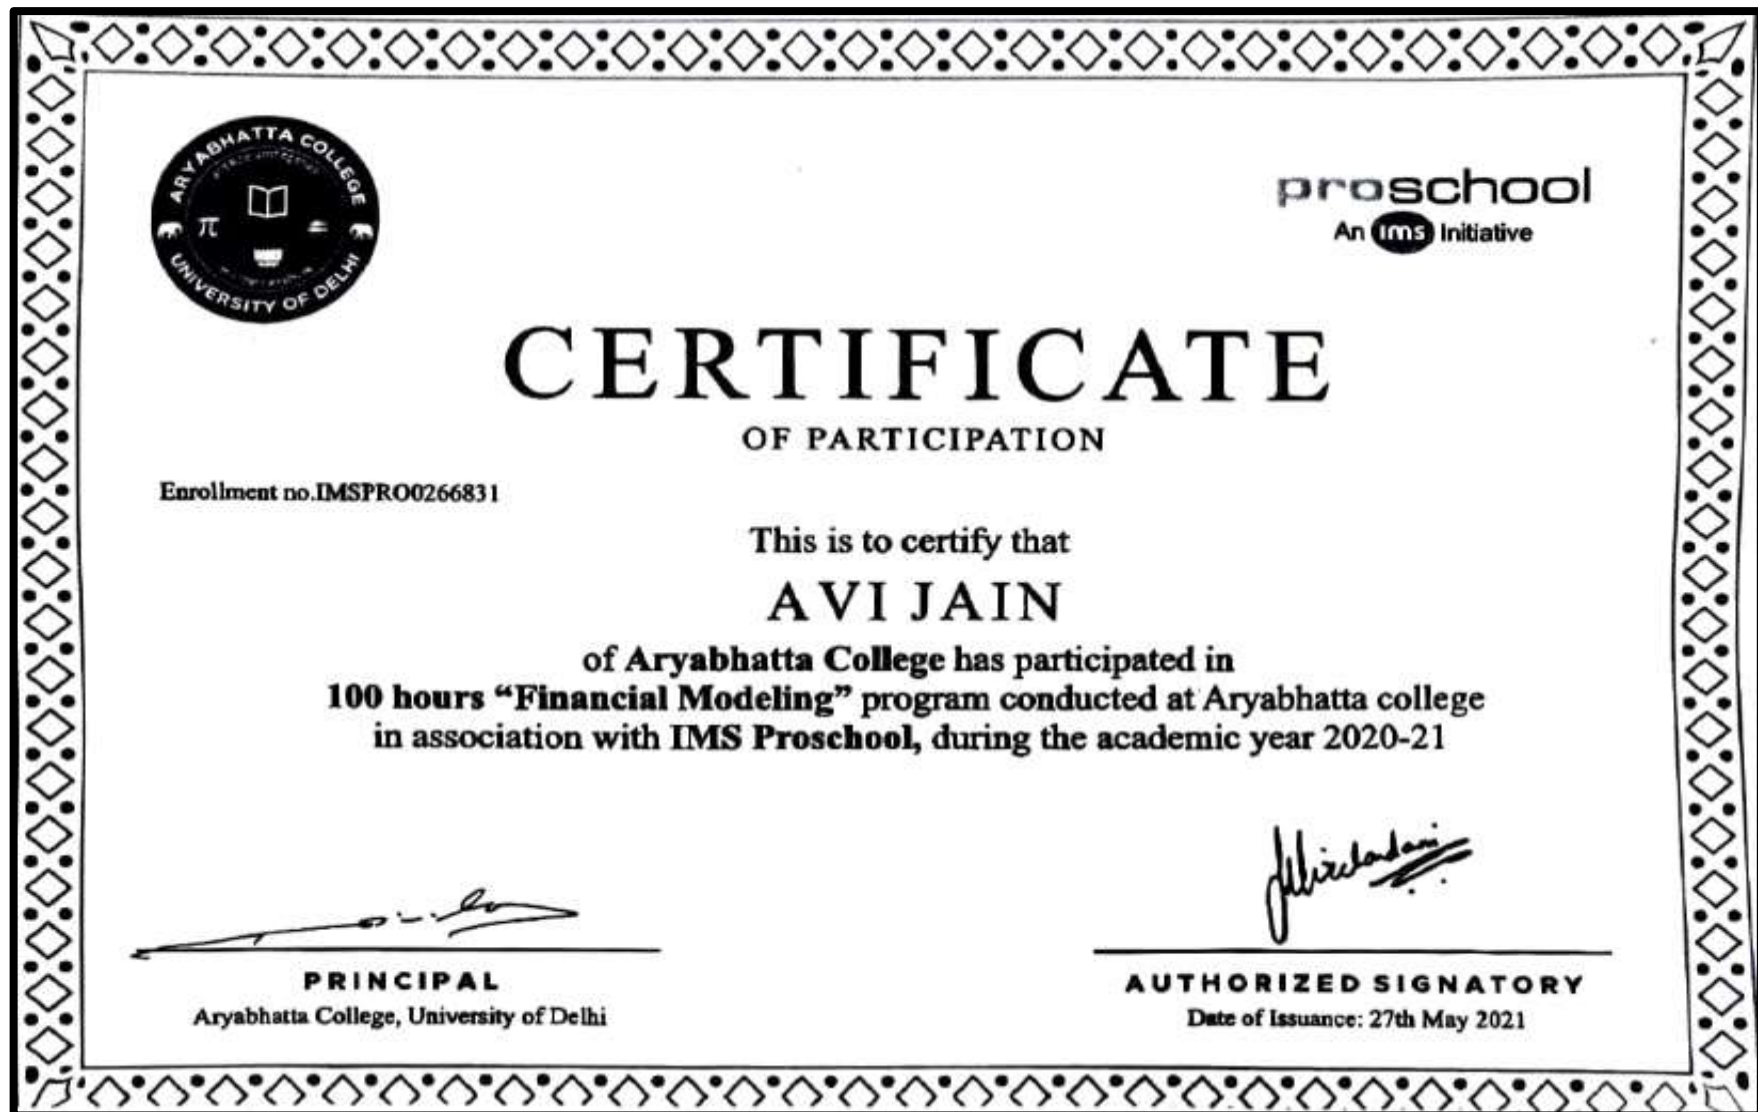 ARYABHATTA COLLEGE
UNIVERSITY OF DELHI
π
proschool
An ims Initiative
CERTIFICATE
OF PARTICIPATION
Enrollment no.IMSPRO0266831
This is to certify that
AVI JAIN
of Aryabhatta College has participated in
100 hours “Financial Modeling” program conducted at Aryabhatta college
in association with IMS Proschool, during the academic year 2020-21
PRINCIPAL
Aryabhatta College, University of Delhi
AUTHORIZED SIGNATORY
Date of Issuance: 27th May 2021